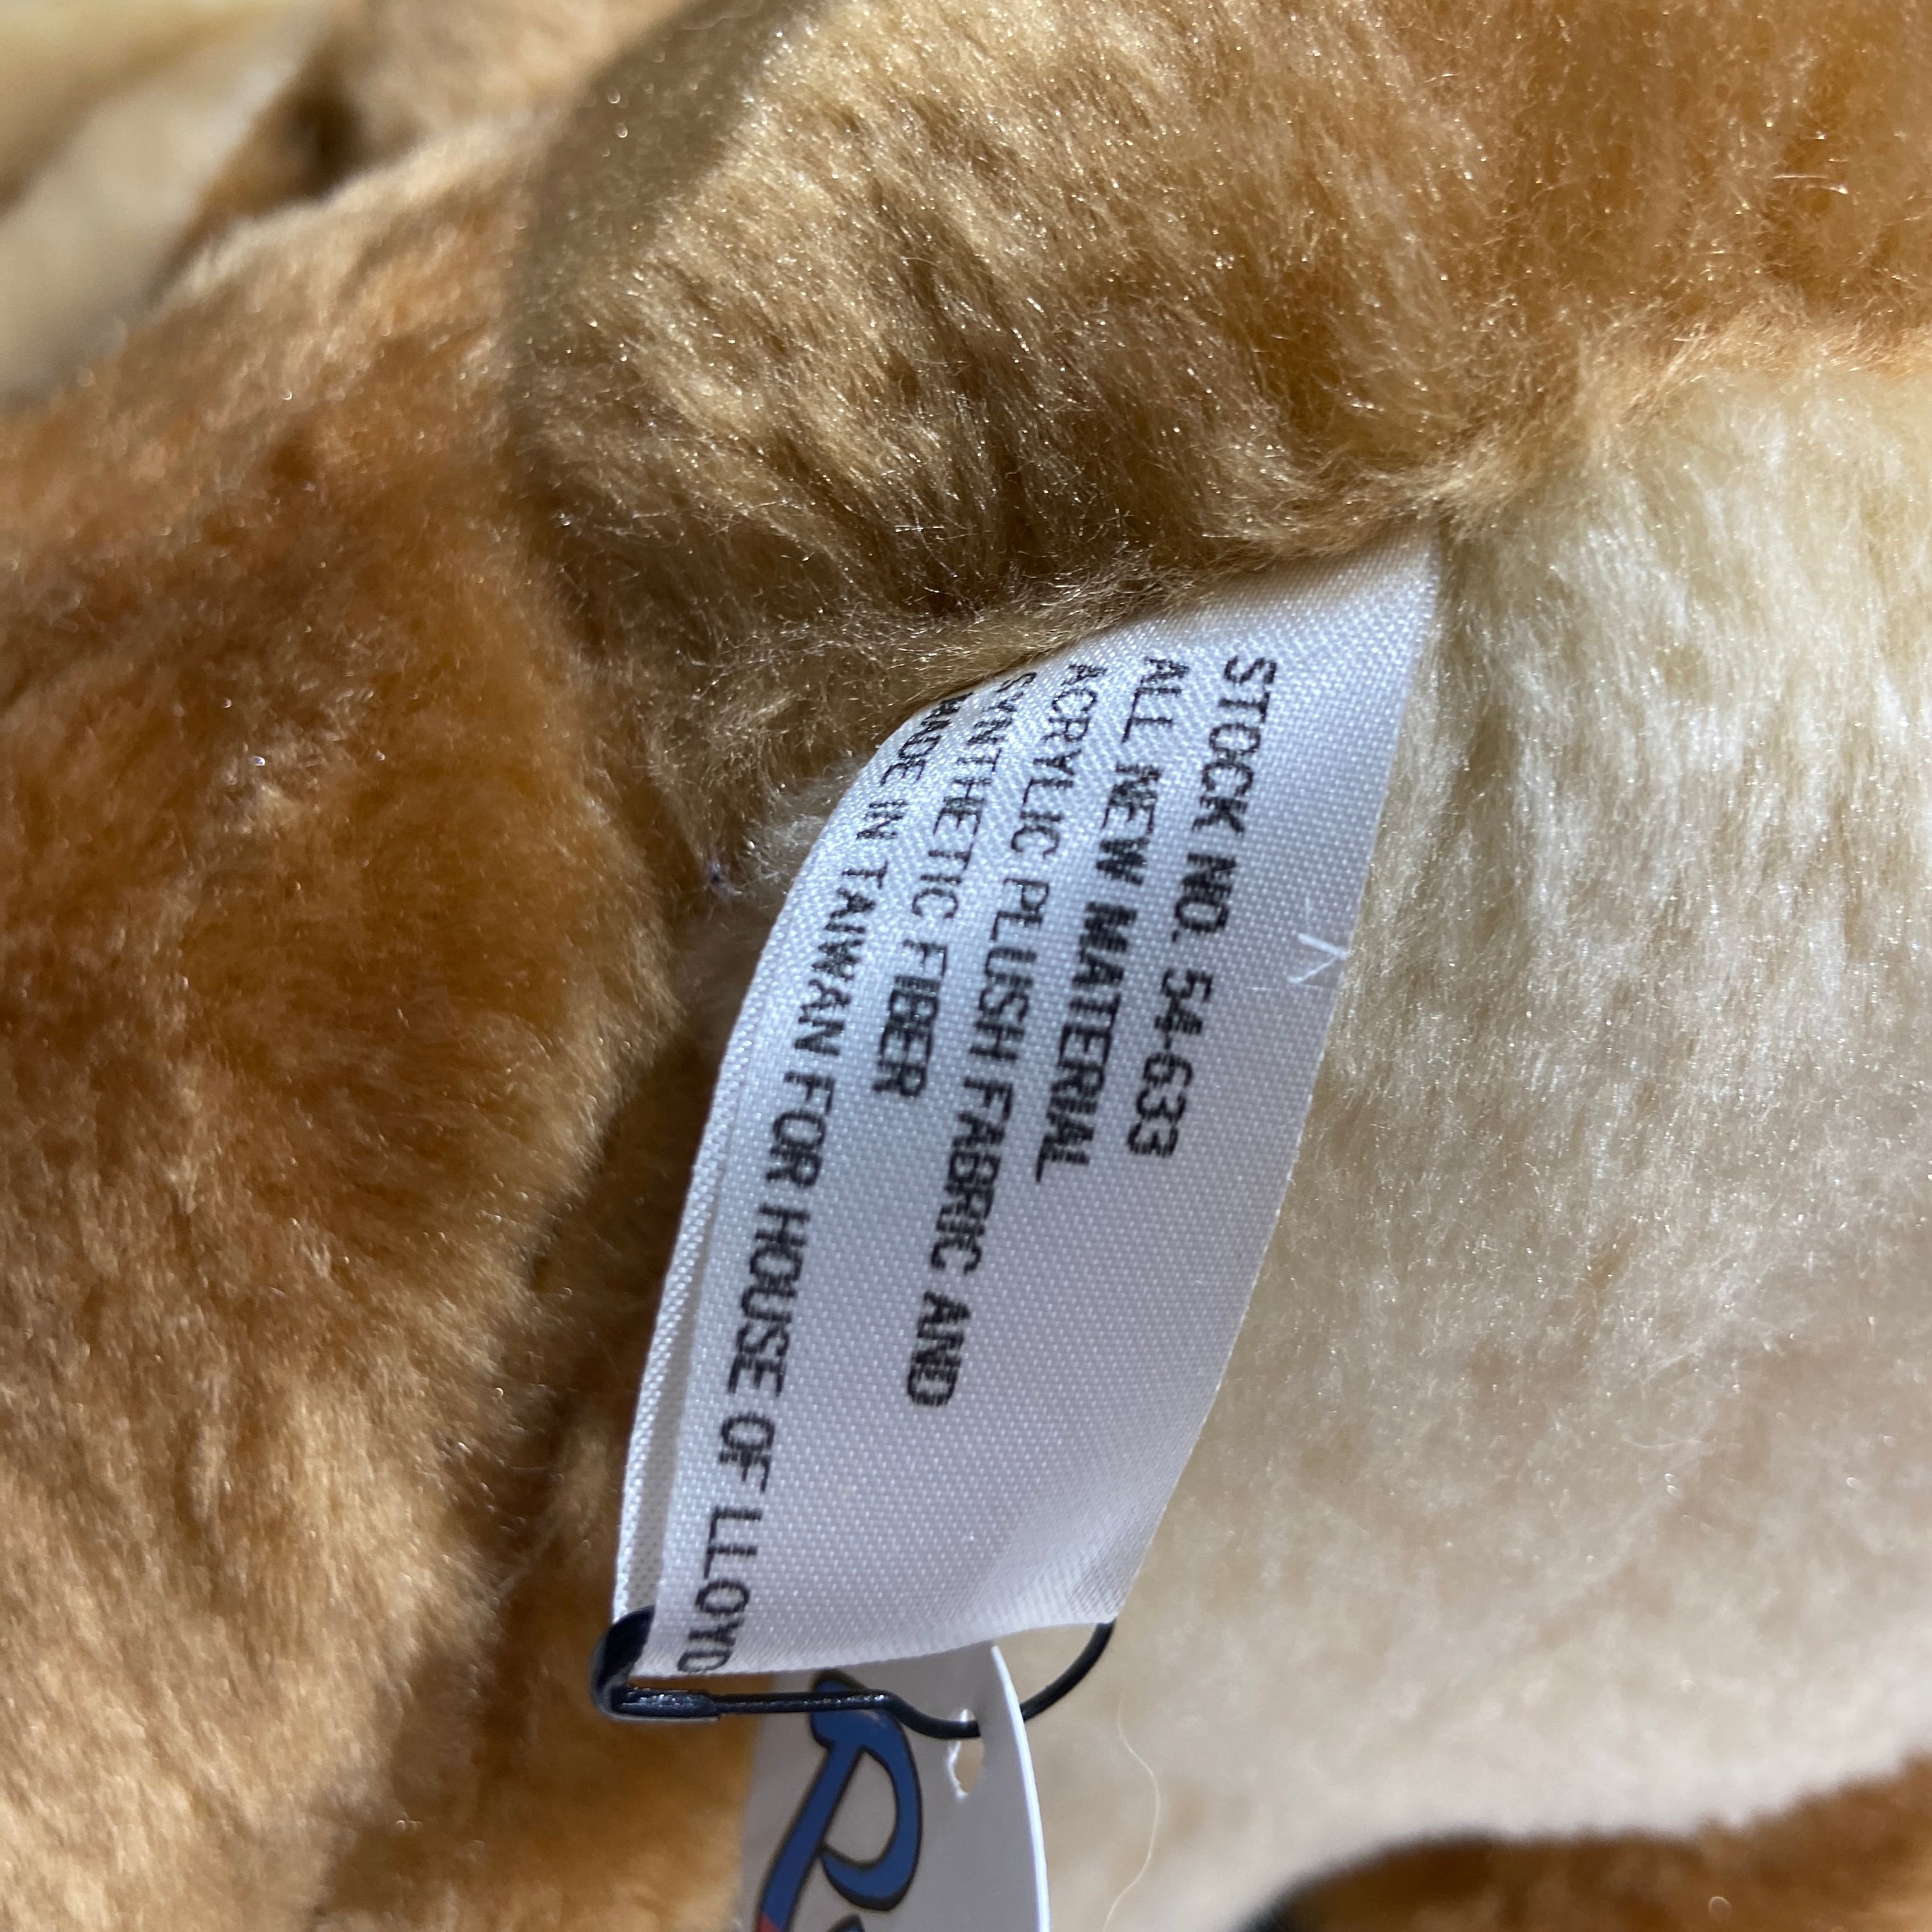 STOCK NO. 54-633
ALL NEW MATERIAL
ACRYLIC PLUSH FABRIC AND
SYNTHETIC FIBER
MADE IN TAIWAN FOR HOUSE OF LLOYD